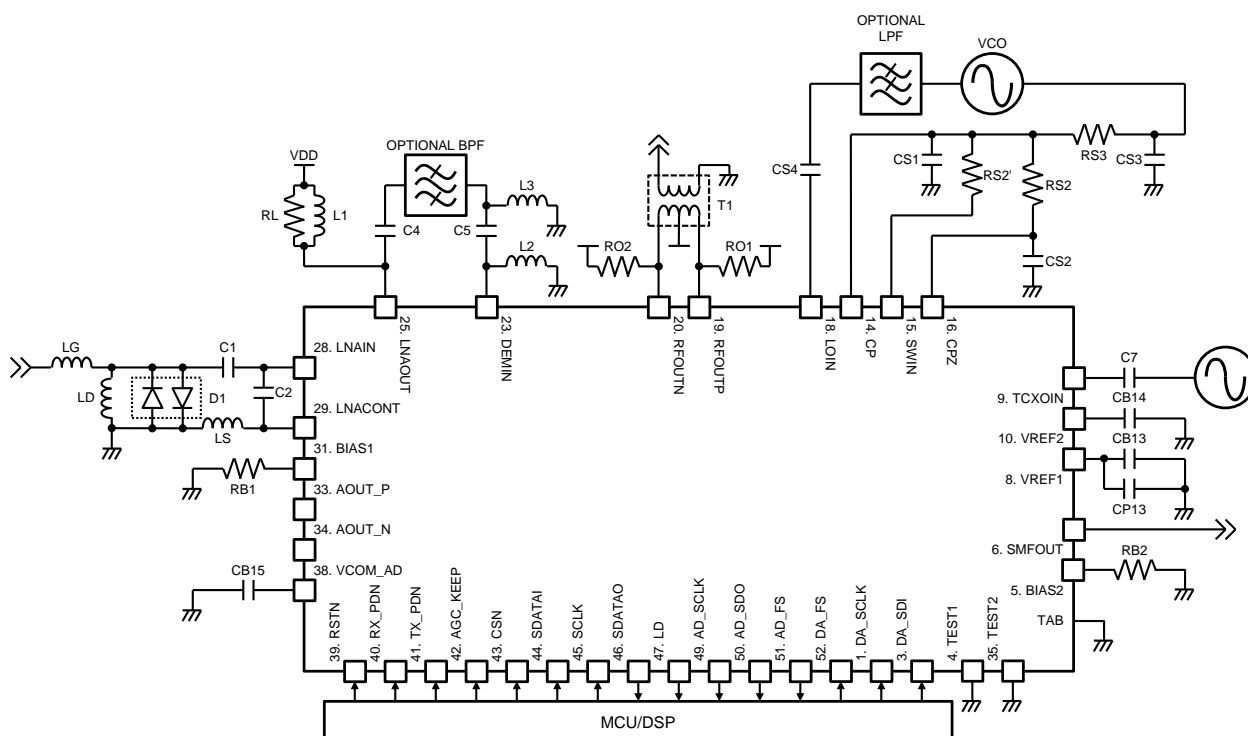 OPTIONAL
LPF
VCO
OPTIONAL BPF
VDD
RL
L1
C4
C5
L3
L2
T1
RO2
RO1
CS4
CS1
RS2'
RS2
RS3
CS3
CS2
25. LNAOUT
23. DEMIN
20. RFOUTN
19. RFOUTP
18. LOIN
14. CP
15. SWIN
16. CPZ
LG
C1
28. LNAIN
LD
D1
C2
29. LNACONT
LS
31. BIAS1
RB1
33. AOUT_P
34. AOUT_N
CB15
38. VCOM_AD
C7
9. TCXOIN
CB14
10. VREF2
CB13
8. VREF1
CP13
6. SMFOUT
RB2
5. BIAS2
TAB
39. RSTN
40. RX_PDN
41. TX_PDN
42. AGC_KEEP
43. CSN
44. SDATAI
45. SCLK
46. SDATAO
47. LD
49. AD_SCLK
50. AD_SDO
51. AD_FS
52. DA_FS
1. DA_SCLK
3. DA_SDI
4. TEST1
35. TEST2
MCU/DSP